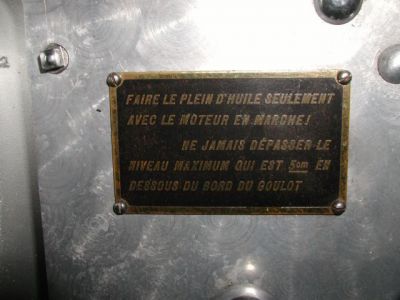 FAIRE LE PLEIN D'HUILE SEULEMENT
AVEC LE MOTEUR EN MARCHE!
NE JAMAIS DÉPASSER LE
NIVEAU MAXIMUM QUI EST 5cm EN
DESSOUS DU BORD DU GOULOT